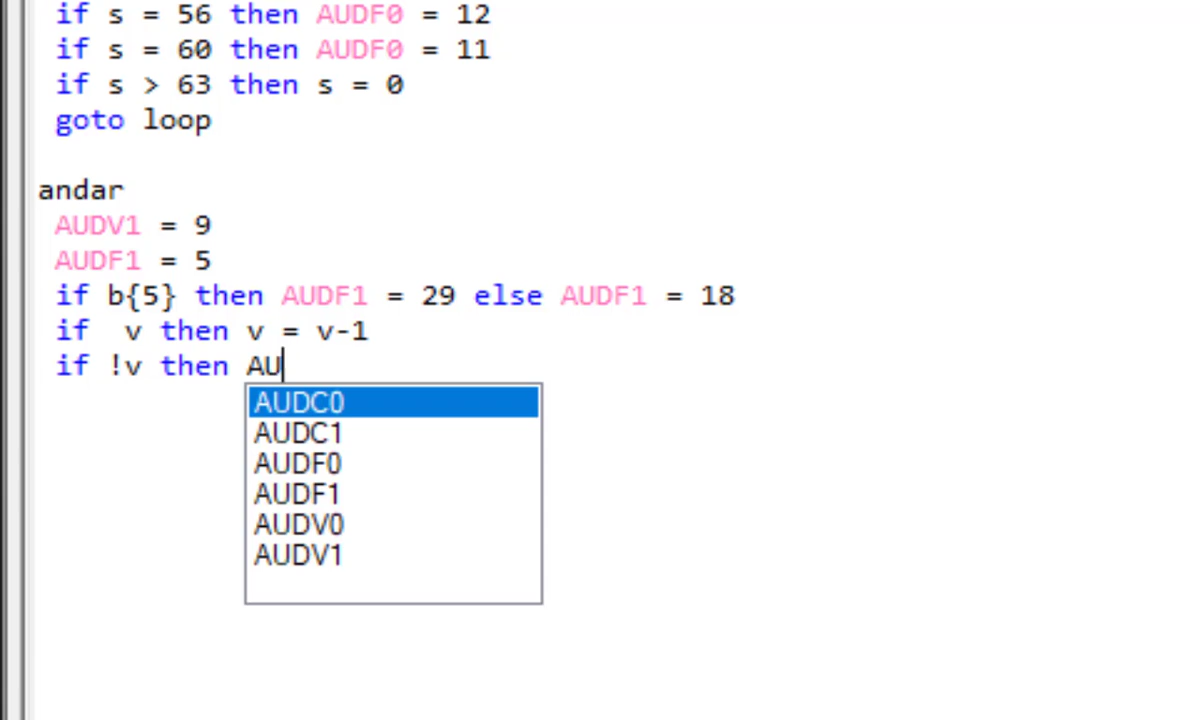 if s = 56 then AUDF0 = 12
if s = 60 then AUDF0 = 11
if s > 63 then s = 0
goto loop
andar
AUDV1 = 9
AUDF1 = 5
if b{5} then AUDF1 = 29 else AUDF1 = 18
if  v then v = v-1
if !v then AU
AUDC0
AUDC1
AUDF0
AUDF1
AUDV0
AUDV1